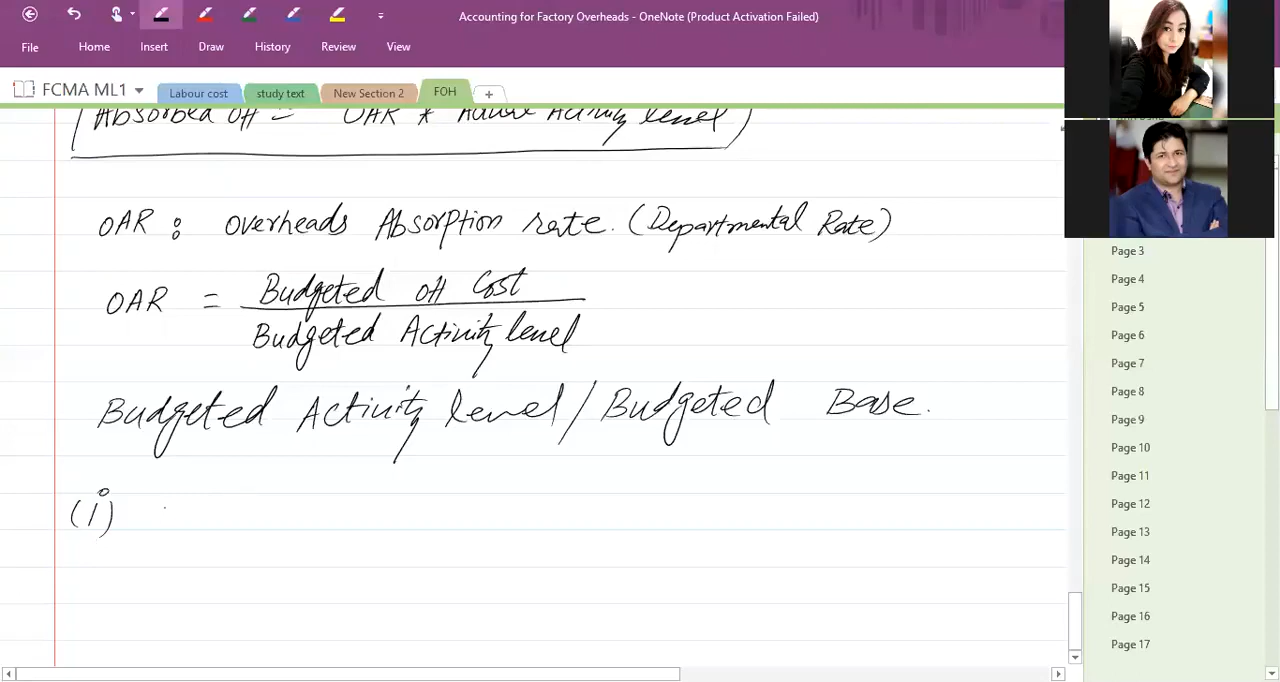 Accounting for Factory Overheads - OneNote (Product Activation Failed)
File Home Insert Draw History Review View
FCMA ML1 Labour cost study text New Section 2 FOH +
Absorbed OH = OAR * Actual Activity level
OAR : Overheads Absorption rate. (Departmental Rate)
OAR = Budgeted OH Cost
Budgeted Activity level
Budgeted Activity level / Budgeted Base.
(i)
Page 3
Page 4
Page 5
Page 6
Page 7
Page 8
Page 9
Page 10
Page 11
Page 12
Page 13
Page 14
Page 15
Page 16
Page 17